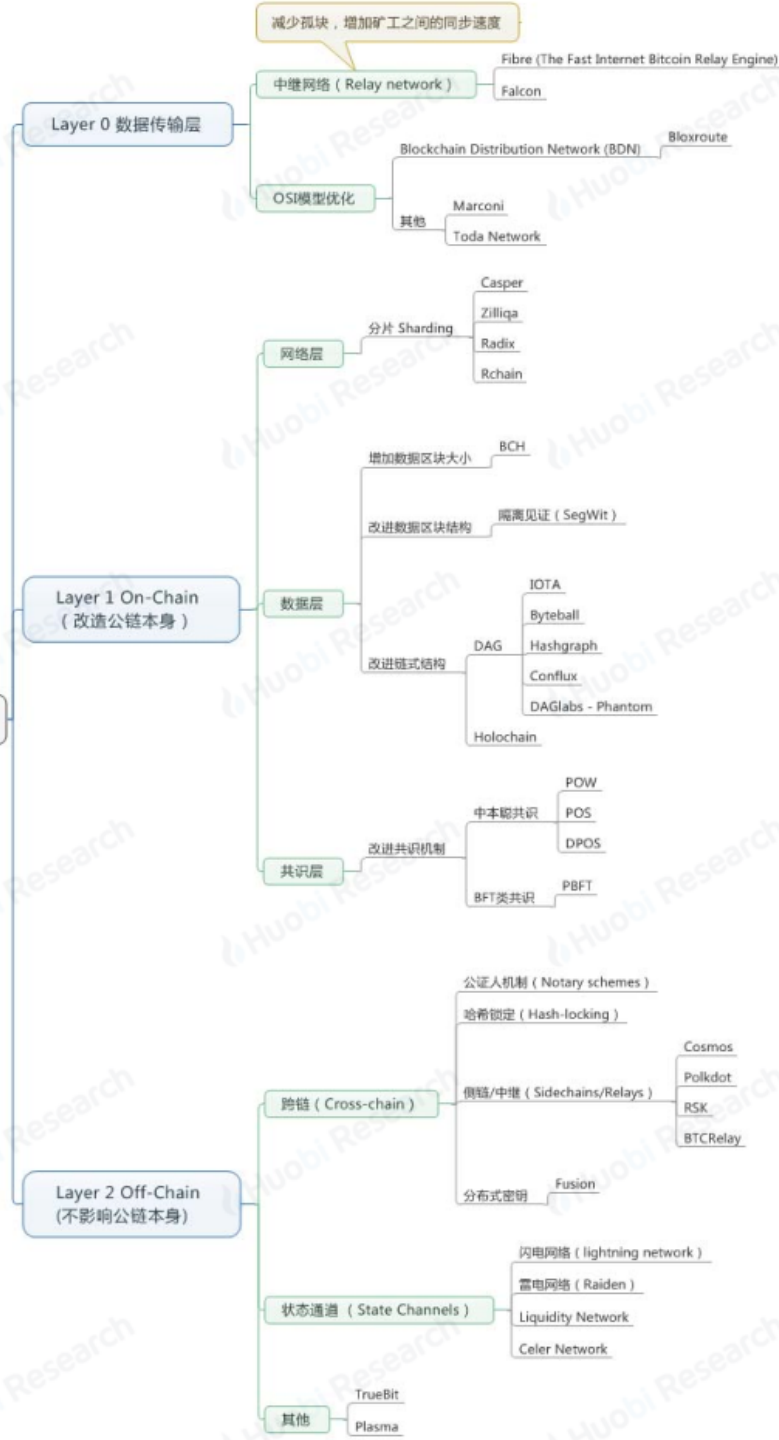 减少孤块，增加矿工之间的同步速度
Layer 0 数据传输层
中继网络（Relay network）
Fibre (The Fast Internet Bitcoin Relay Engine)
Falcon
OSI模型优化
Blockchain Distribution Network (BDN)
Bloxroute
其他
Marconi
Toda Network
Layer 1 On-Chain
（改造公链本身）
网络层
分片 Sharding
Casper
Zilliqa
Radix
Rchain
数据层
增加数据区块大小
BCH
改进数据区块结构
隔离见证（SegWit）
改进链式结构
DAG
IOTA
Byteball
Hashgraph
Conflux
DAGlabs - Phantom
Holochain
共识层
改进共识机制
中本聪共识
POW
POS
DPOS
BFT类共识
PBFT
Layer 2 Off-Chain
(不影响公链本身)
跨链（Cross-chain）
公证人机制（Notary schemes）
哈希锁定（Hash-locking）
侧链/中继（Sidechains/Relays）
Cosmos
Polkdot
RSK
BTCRelay
分布式密钥
Fusion
状态通道 （State Channels）
闪电网络（lightning network）
雷电网络（Raiden）
Liquidity Network
Celer Network
其他
TrueBit
Plasma
Huobi Research